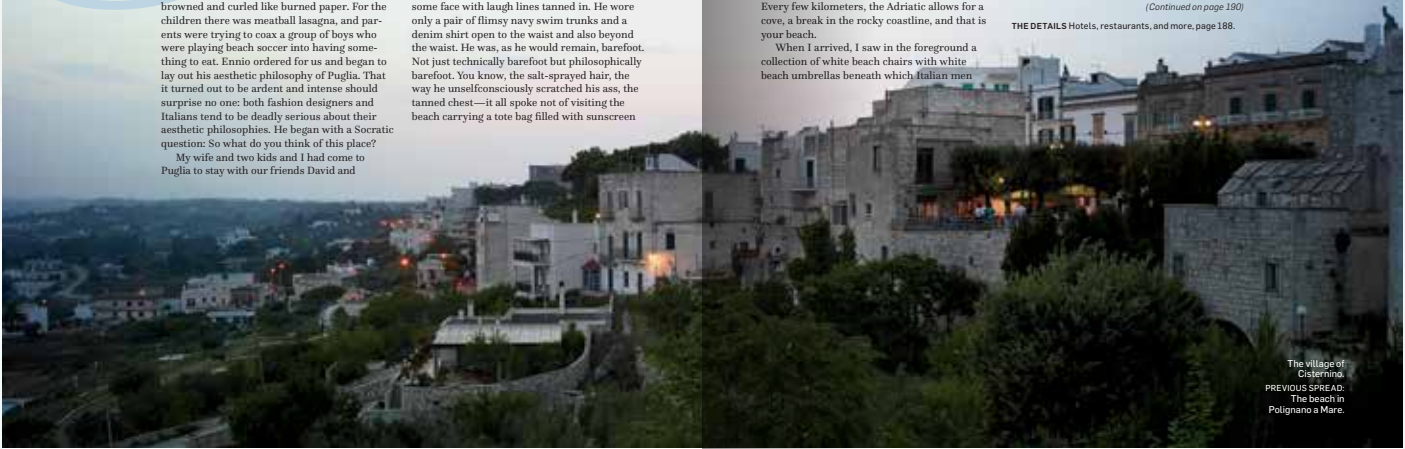 browned and curled like burned paper. For the
children there was meatball lasagna, and par-
ents were trying to coax a group of boys who
were playing beach soccer into having some-
thing to eat. Ennio ordered for us and began to
lay out his aesthetic philosophy of Puglia. That
it turned out to be ardent and intense should
surprise no one: both fashion designers and
Italians tend to be deadly serious about their
aesthetic philosophies. He began with a Socratic
question: So what do you think of this place?
My wife and two kids and I had come to
Puglia to stay with our friends David and
some face with laugh lines tanned in. He wore
only a pair of flimsy navy swim trunks and a
denim shirt open to the waist and also beyond
the waist. He was, as he would remain, barefoot.
Not just technically barefoot but philosophically
barefoot. You know, the salt-sprayed hair, the
way he unselfconsciously scratched his ass, the
tanned chest—it all spoke not of visiting the
beach carrying a tote bag filled with sunscreen
Every few kilometers, the Adriatic allows for a
cove, a break in the rocky coastline, and that is
your beach.
When I arrived, I saw in the foreground a
collection of white beach chairs with white
beach umbrellas beneath which Italian men
(Continued on page 190)
THE DETAILS Hotels, restaurants, and more, page 188.
The village of
Cisternino.
PREVIOUS SPREAD:
The beach in
Polignano a Mare.